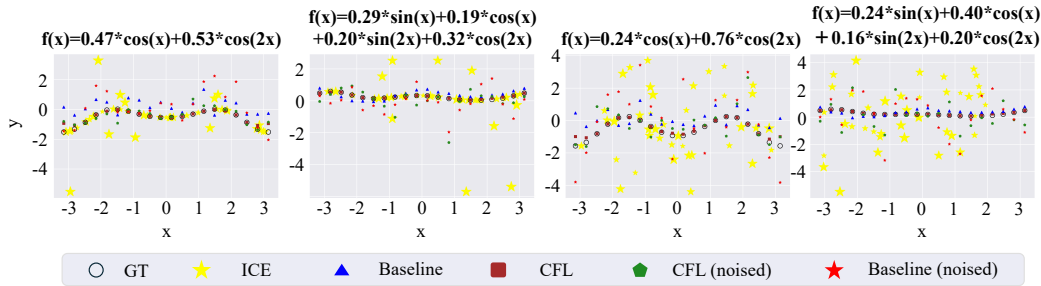 f(x)=0.47*cos(x)+0.53*cos(2x)
f(x)=0.29*sin(x)+0.19*cos(x)
+0.20*sin(2x)+0.32*cos(2x)
f(x)=0.24*cos(x)+0.76*cos(2x)
f(x)=0.24*sin(x)+0.40*cos(x)
+0.16*sin(2x)+0.20*cos(2x)
y
2
0
-2
-4
2
0
-2
-4
4
2
0
-2
-4
4
2
0
-2
-4
-3 -2 -1 0 1 2 3
-3 -2 -1 0 1 2 3
-3 -2 -1 0 1 2 3
-3 -2 -1 0 1 2 3
x x x x
GT ICE Baseline CFL CFL (noised) Baseline (noised)